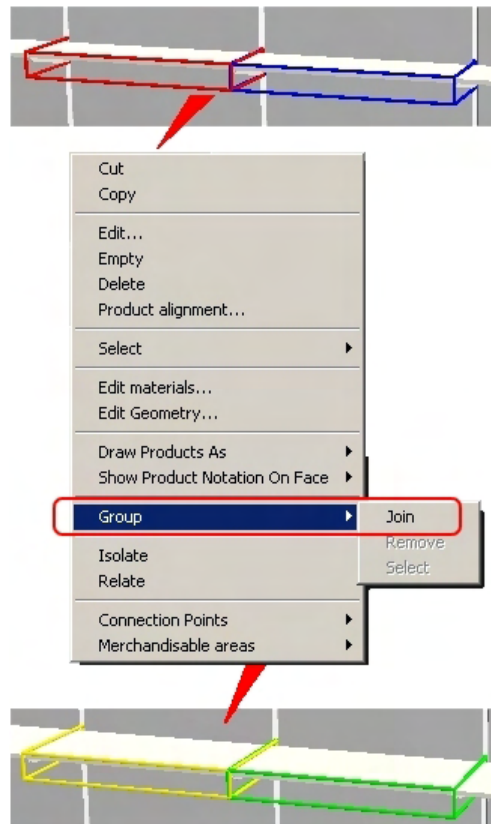 Cut
Copy
Edit...
Empty
Delete
Product alignment...
Select
Edit materials...
Edit Geometry...
Draw Products As
Show Product Notation On Face
Group
Join
Remove
Select
Isolate
Relate
Connection Points
Merchandisable areas